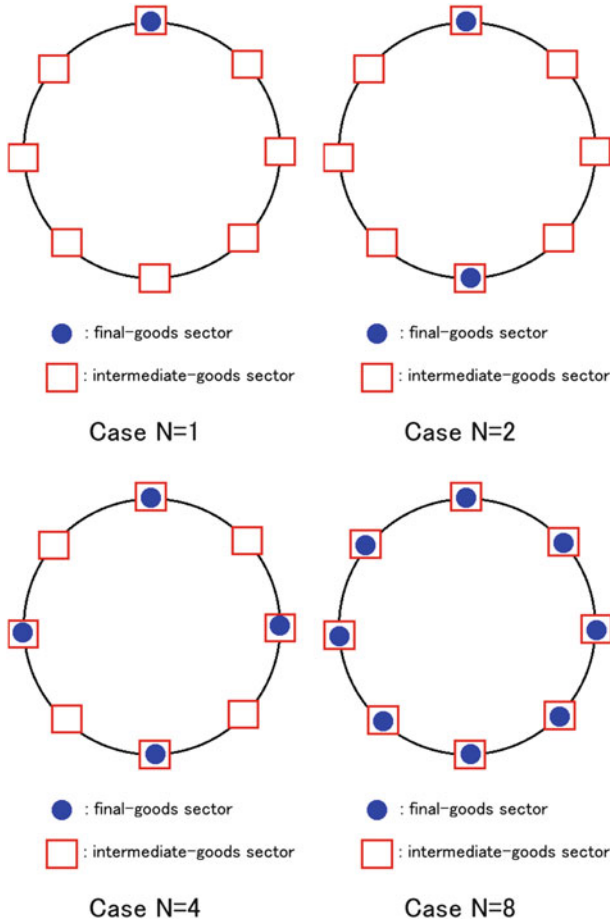 : final-goods sector
: intermediate-goods sector
Case N=1
: final-goods sector
: intermediate-goods sector
Case N=2
: final-goods sector
: intermediate-goods sector
Case N=4
: final-goods sector
: intermediate-goods sector
Case N=8